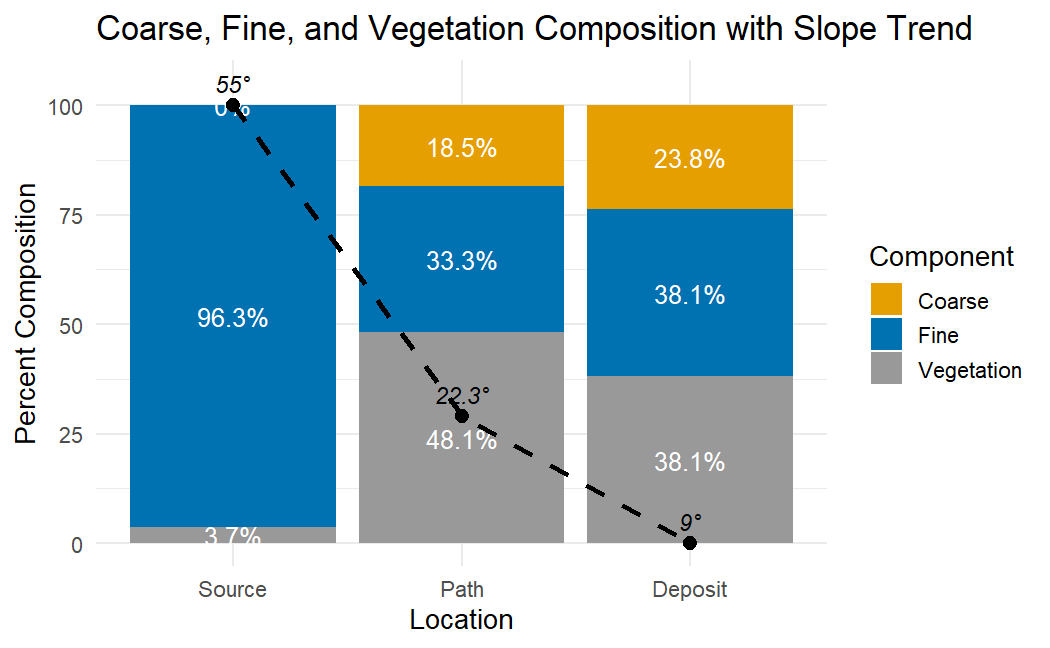 Coarse, Fine, and Vegetation Composition with Slope Trend
Percent Composition
100
75
50
25
0
55°
0%
96.3%
3.7%
18.5%
33.3%
22.3°
48.1%
23.8%
38.1%
38.1%
9°
Source
Path
Deposit
Location
Component
Coarse
Fine
Vegetation